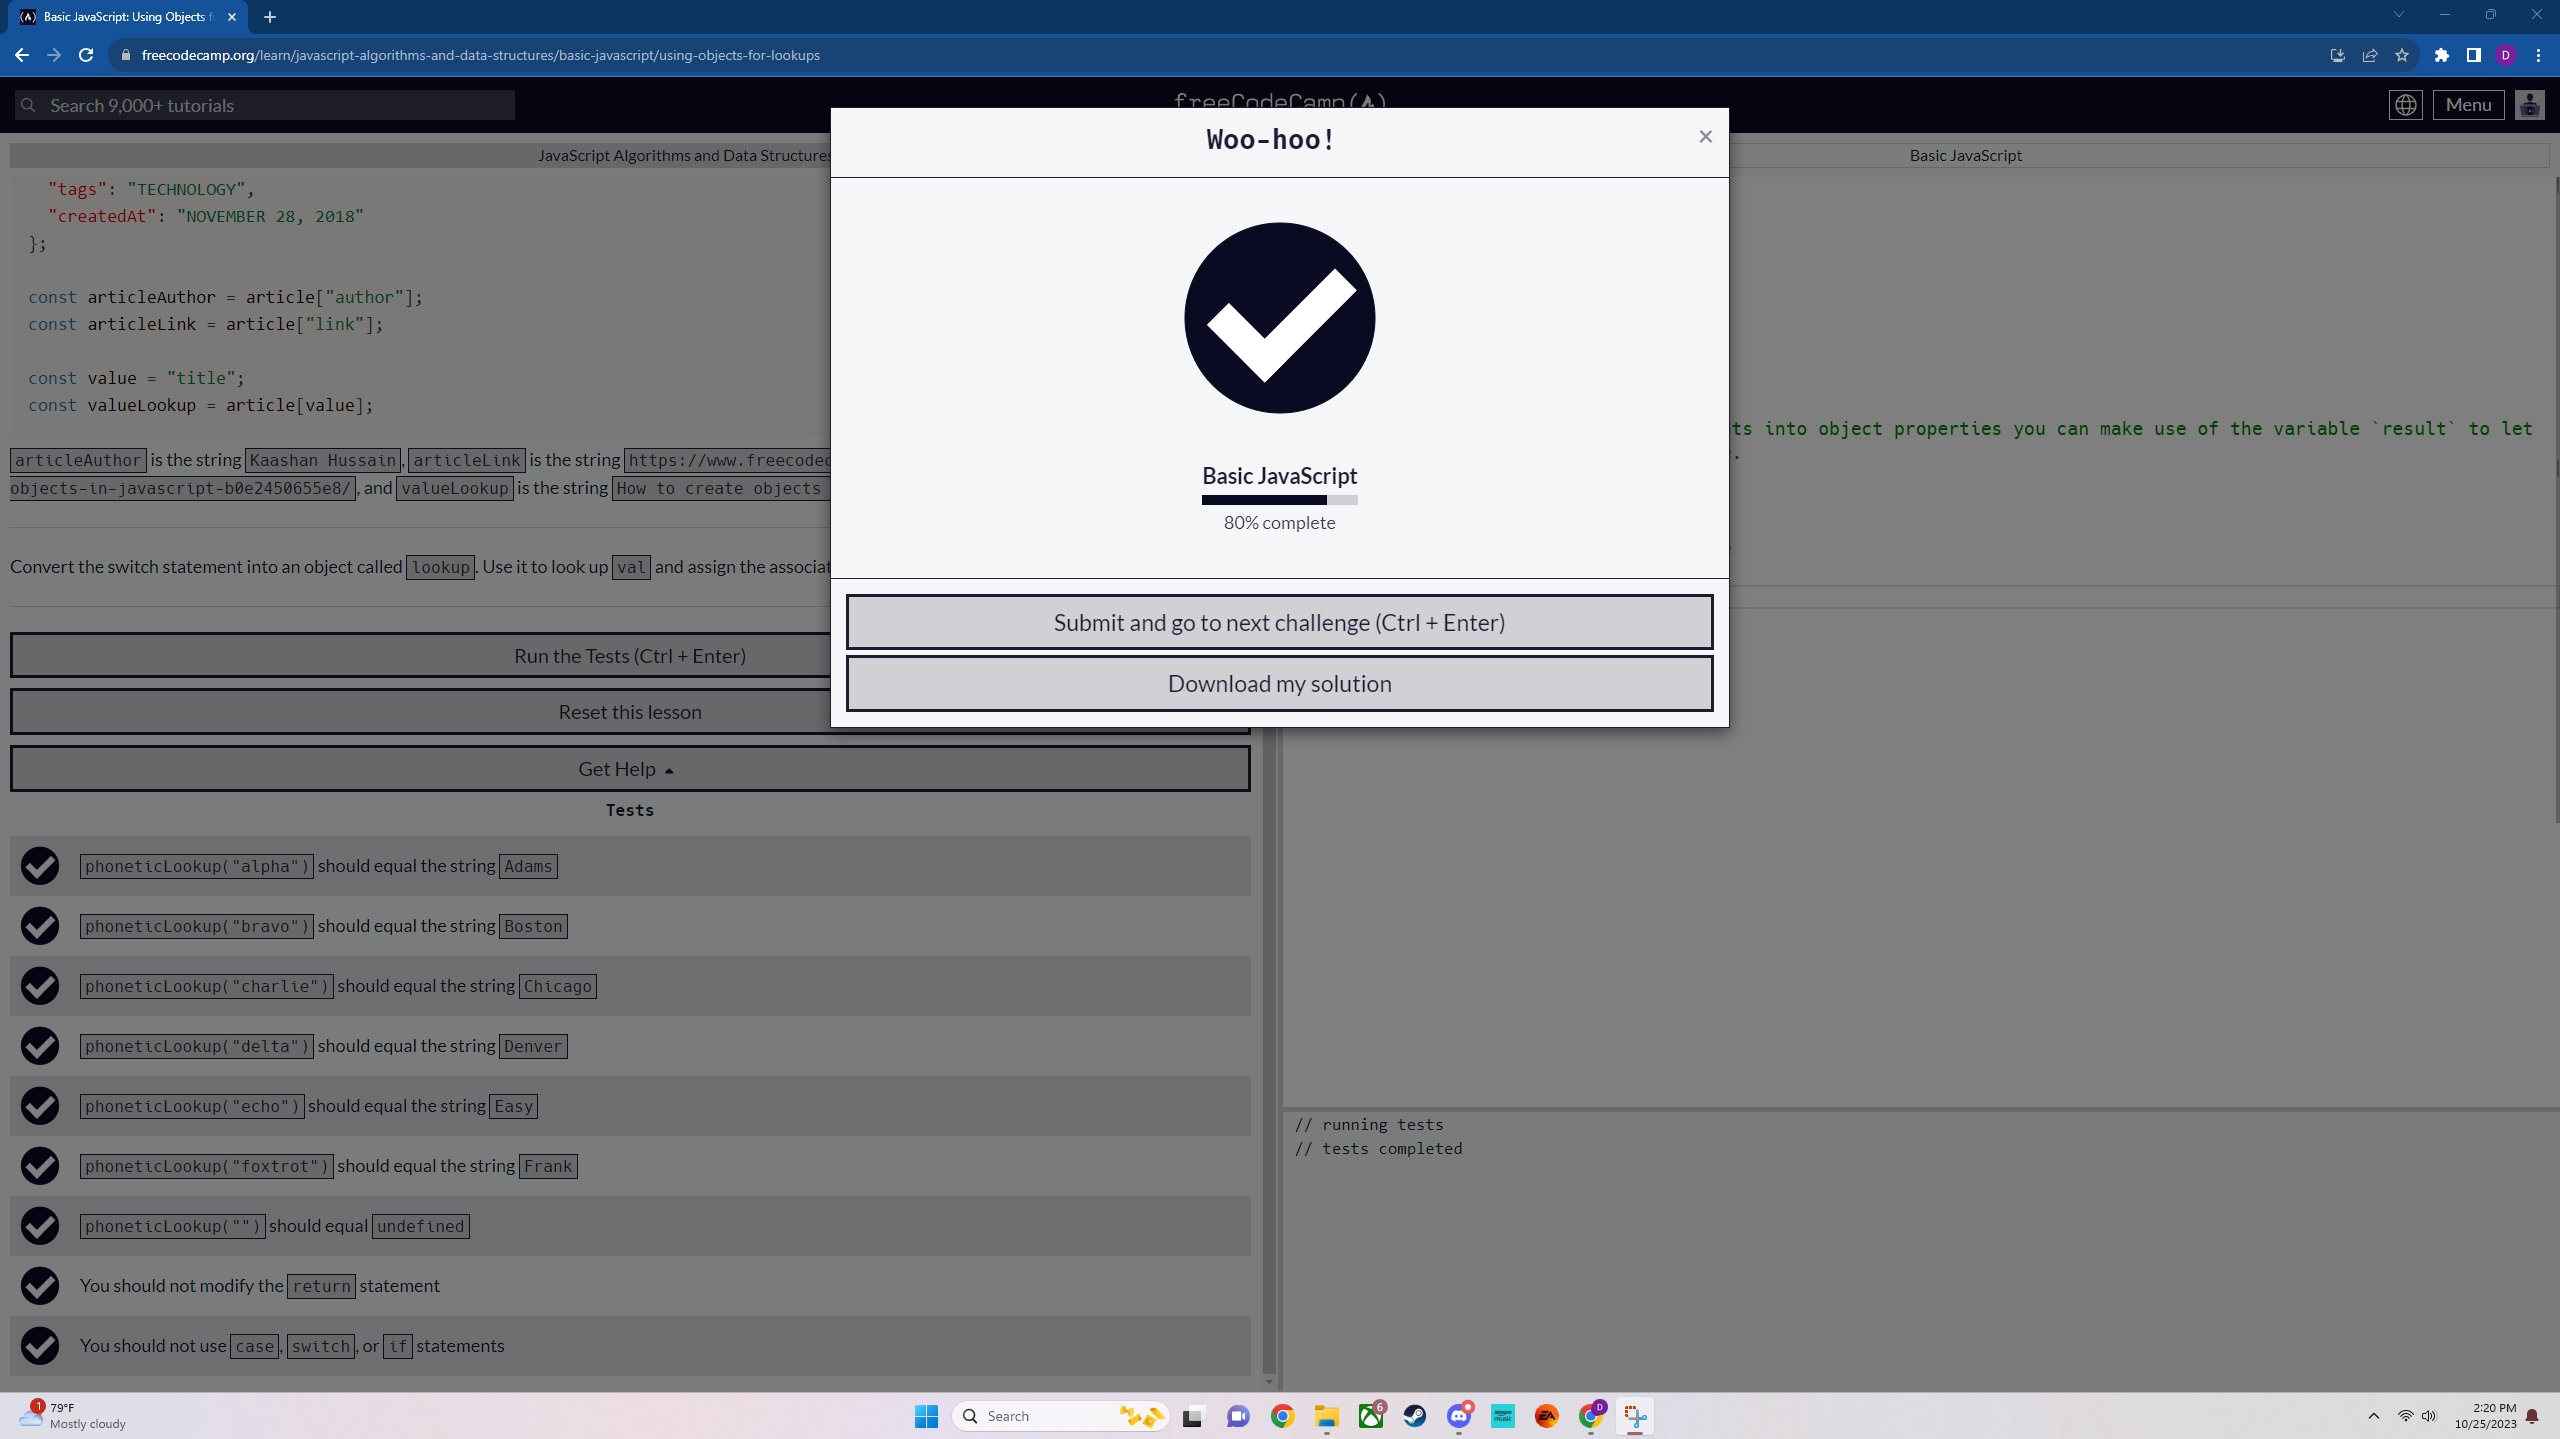 Basic JavaScript: Using Objects f
freecodecamp.org/learn/javascript-algorithms-and-data-structures/basic-javascript/using-objects-for-lookups
D
Search 9,000+ tutorials
freeCodeCamp(
Menu
JavaScript Algorithms and Data Structures
Basic JavaScript
"tags": "TECHNOLOGY",
"createdAt": "NOVEMBER 28, 2018"
};
const articleAuthor = article["author"];
const articleLink = article["link"];
const value = "title";
const valueLookup = article[value];
articleAuthor is the string Kaashan Hussain, articleLink is the string https://www.freecodec
objects-in-javascript-b0e2450655e8/, and valueLookup is the string How to create objects
Convert the switch statement into an object called lookup. Use it to look up val and assign the associat
Run the Tests (Ctrl + Enter)
Reset this lesson
Get Help
Tests
phoneticLookup("alpha") should equal the string Adams
phoneticLookup("bravo") should equal the string Boston
phoneticLookup("charlie") should equal the string Chicago
phoneticLookup("delta") should equal the string Denver
phoneticLookup("echo") should equal the string Easy
phoneticLookup("foxtrot") should equal the string Frank
phoneticLookup("") should equal undefined
You should not modify the return statement
You should not use case, switch, or if statements
Woo-hoo!
×
Basic JavaScript
80% complete
Submit and go to next challenge (Ctrl + Enter)
Download my solution
ts into object properties you can make use of the variable `result` to let
// running tests
// tests completed
1
79°F
Mostly cloudy
Search
6
amazon music
EA
D
2:20 PM
10/25/2023